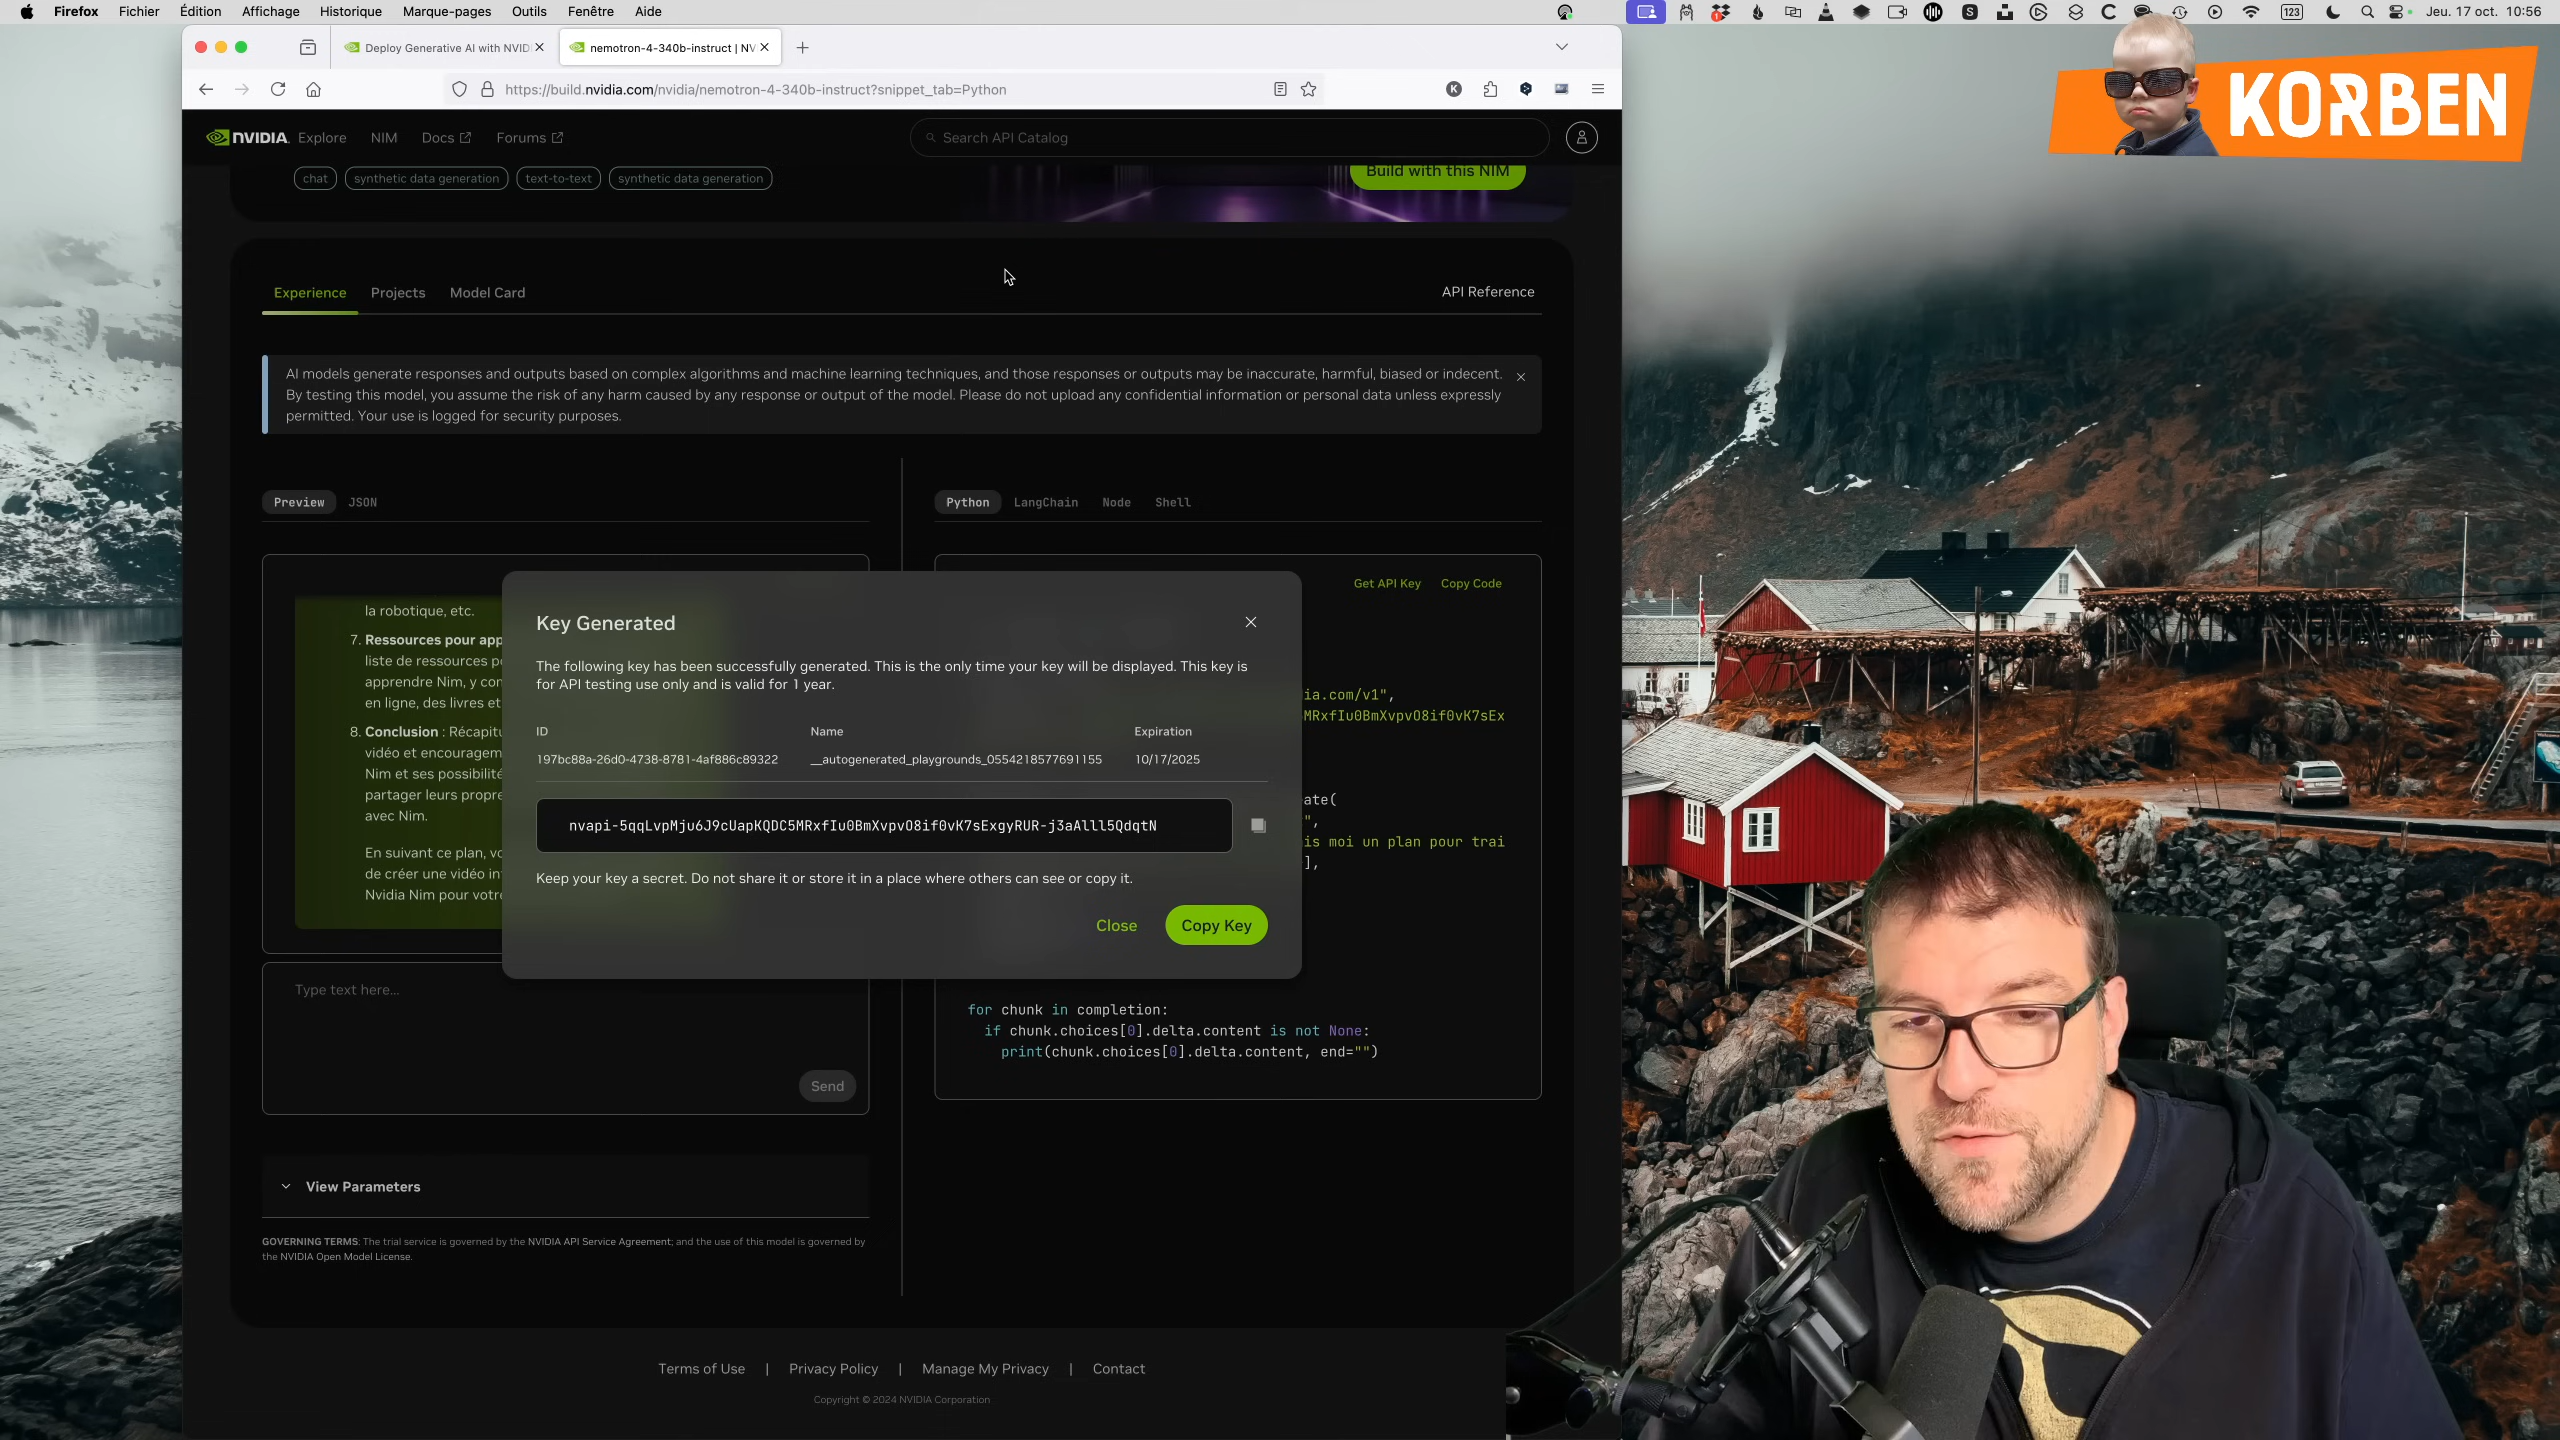 Firefox Fichier Édition Affichage Historique Marque-pages Outils Fenêtre Aide
123 Jeu. 17 oct. 10:56
Deploy Generative AI with NVID
nemotron-4-340b-instruct | NV
https://build.nvidia.com/nvidia/nemotron-4-340b-instruct?snippet_tab=Python
KORBEN
NVIDIA. Explore NIM Docs Forums
Search API Catalog
chat synthetic data generation text-to-text synthetic data generation
Build with this NIM
Experience Projects Model Card
API Reference
AI models generate responses and outputs based on complex algorithms and machine learning techniques, and those responses or outputs may be inaccurate, harmful, biased or indecent.
By testing this model, you assume the risk of any harm caused by any response or output of the model. Please do not upload any confidential information or personal data unless expressly
permitted. Your use is logged for security purposes.
Preview JSON
Python LangChain Node Shell
Get API Key Copy Code
la robotique, etc.
7. Ressources pour app
liste de ressources p
apprendre Nim, y con
en ligne, des livres et
8. Conclusion : Récapitu
vidéo et encouragem
Nim et ses possibilité
partager leurs propre
avec Nim.
En suivant ce plan, vo
de créer une vidéo in
Nvidia Nim pour votre
Key Generated
The following key has been successfully generated. This is the only time your key will be displayed. This key is
for API testing use only and is valid for 1 year.
ID Name Expiration
197bc88a-26d0-4738-8781-4af886c89322 __autogenerated_playgrounds_0554218577691155 10/17/2025
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
Keep your key a secret. Do not share it or store it in a place where others can see or copy it.
Close Copy Key
ia.com/v1",
MRxfIu0BmXvpvO8if0vK7sEx
ate(
",
is moi un plan pour trai
],
for chunk in completion:
if chunk.choices[0].delta.content is not None:
print(chunk.choices[0].delta.content, end="")
Type text here...
Send
View Parameters
GOVERNING TERMS: The trial service is governed by the NVIDIA API Service Agreement; and the use of this model is governed by
the NVIDIA Open Model License.
Terms of Use | Privacy Policy | Manage My Privacy | Contact
Copyright © 2024 NVIDIA Corporation